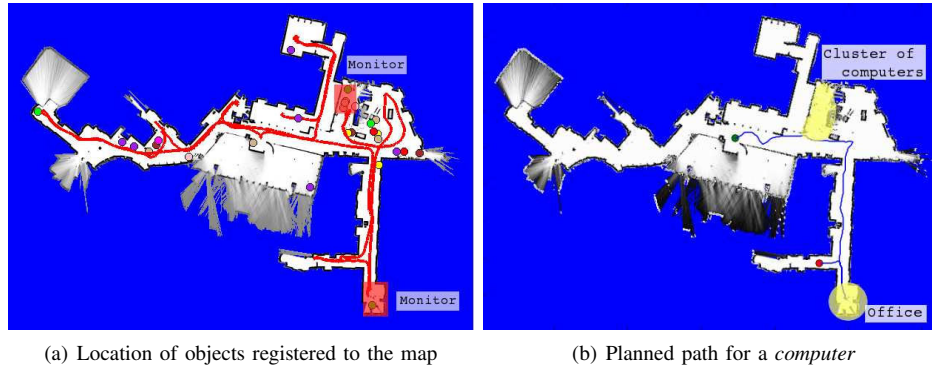 Monitor
Monitor
(a) Location of objects registered to the map
Cluster of
computers
Office
(b) Planned path for a computer